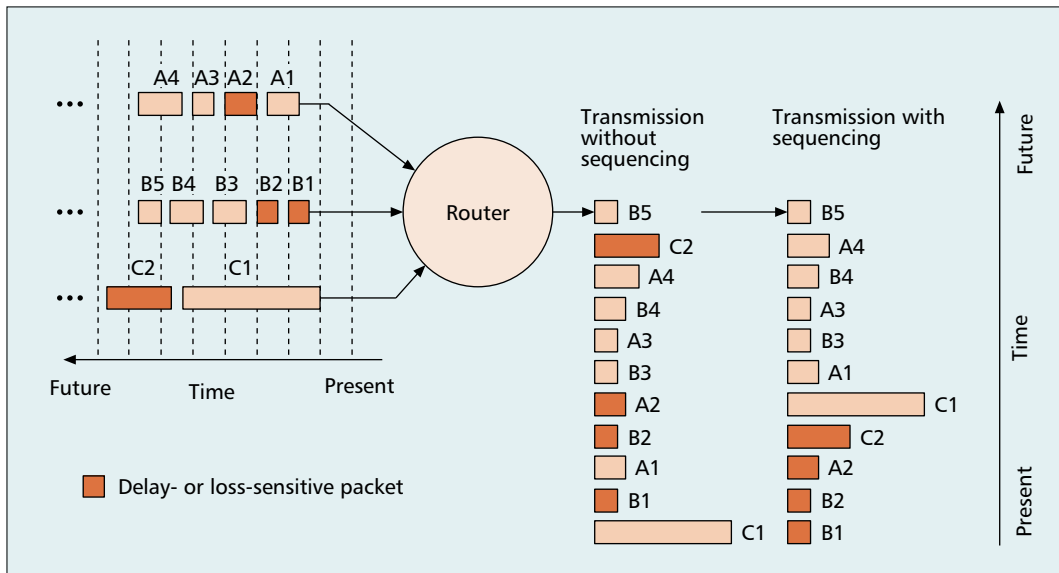 A4 A3 A2 A1
B5 B4 B3 B2 B1
C2 C1
Future Time Present
Delay- or loss-sensitive packet
Router
Transmission
without
sequencing
B5
C2
A4
B4
A3
B3
A2
B2
A1
B1
C1
Transmission with
sequencing
B5
A4
B4
A3
B3
A1
C1
C2
A2
B2
B1
Future
Time
Present